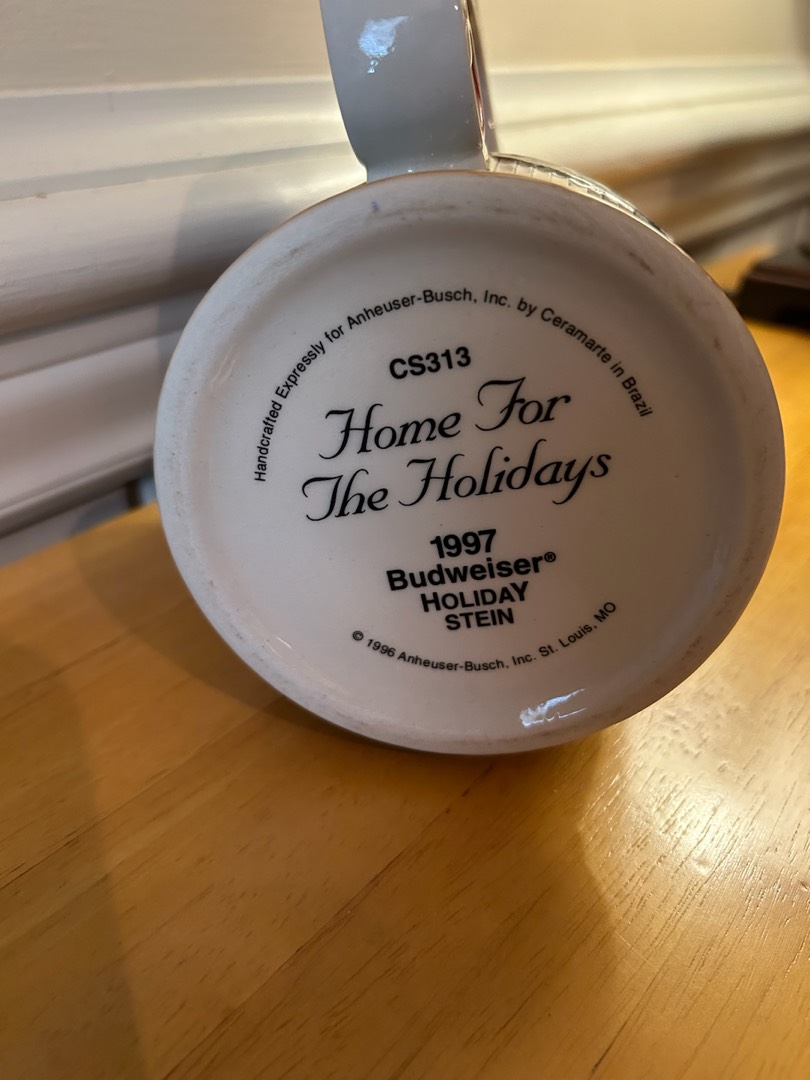 Handcrafted Expressly for Anheuser-Busch, Inc. by Ceramarte in Brazil
CS313
Home For
The Holidays
1997
Budweiser®
HOLIDAY
STEIN
© 1996 Anheuser-Busch, Inc. St. Louis, MO